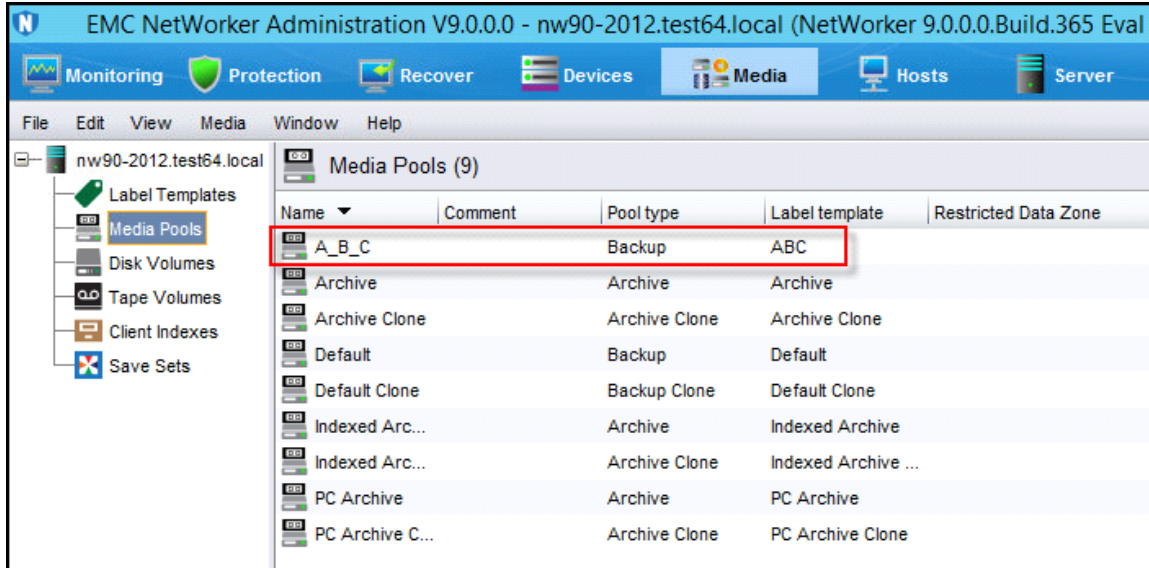 EMC NetWorker Administration V9.0.0.0 - nw90-2012.test64.local (NetWorker 9.0.0.0.Build.365 Eval
Monitoring Protection Recover Devices Media Hosts Server
File Edit View Media Window Help
nw90-2012.test64.local
Label Templates
Media Pools
Disk Volumes
Tape Volumes
Client Indexes
Save Sets
Media Pools (9)
Name Comment Pool type Label template Restricted Data Zone
A_B_C Backup ABC
Archive Archive Archive
Archive Clone Archive Clone Archive Clone
Default Backup Default
Default Clone Backup Clone Default Clone
Indexed Arc... Archive Indexed Archive
Indexed Arc... Archive Clone Indexed Archive ...
PC Archive Archive PC Archive
PC Archive C... Archive Clone PC Archive Clone